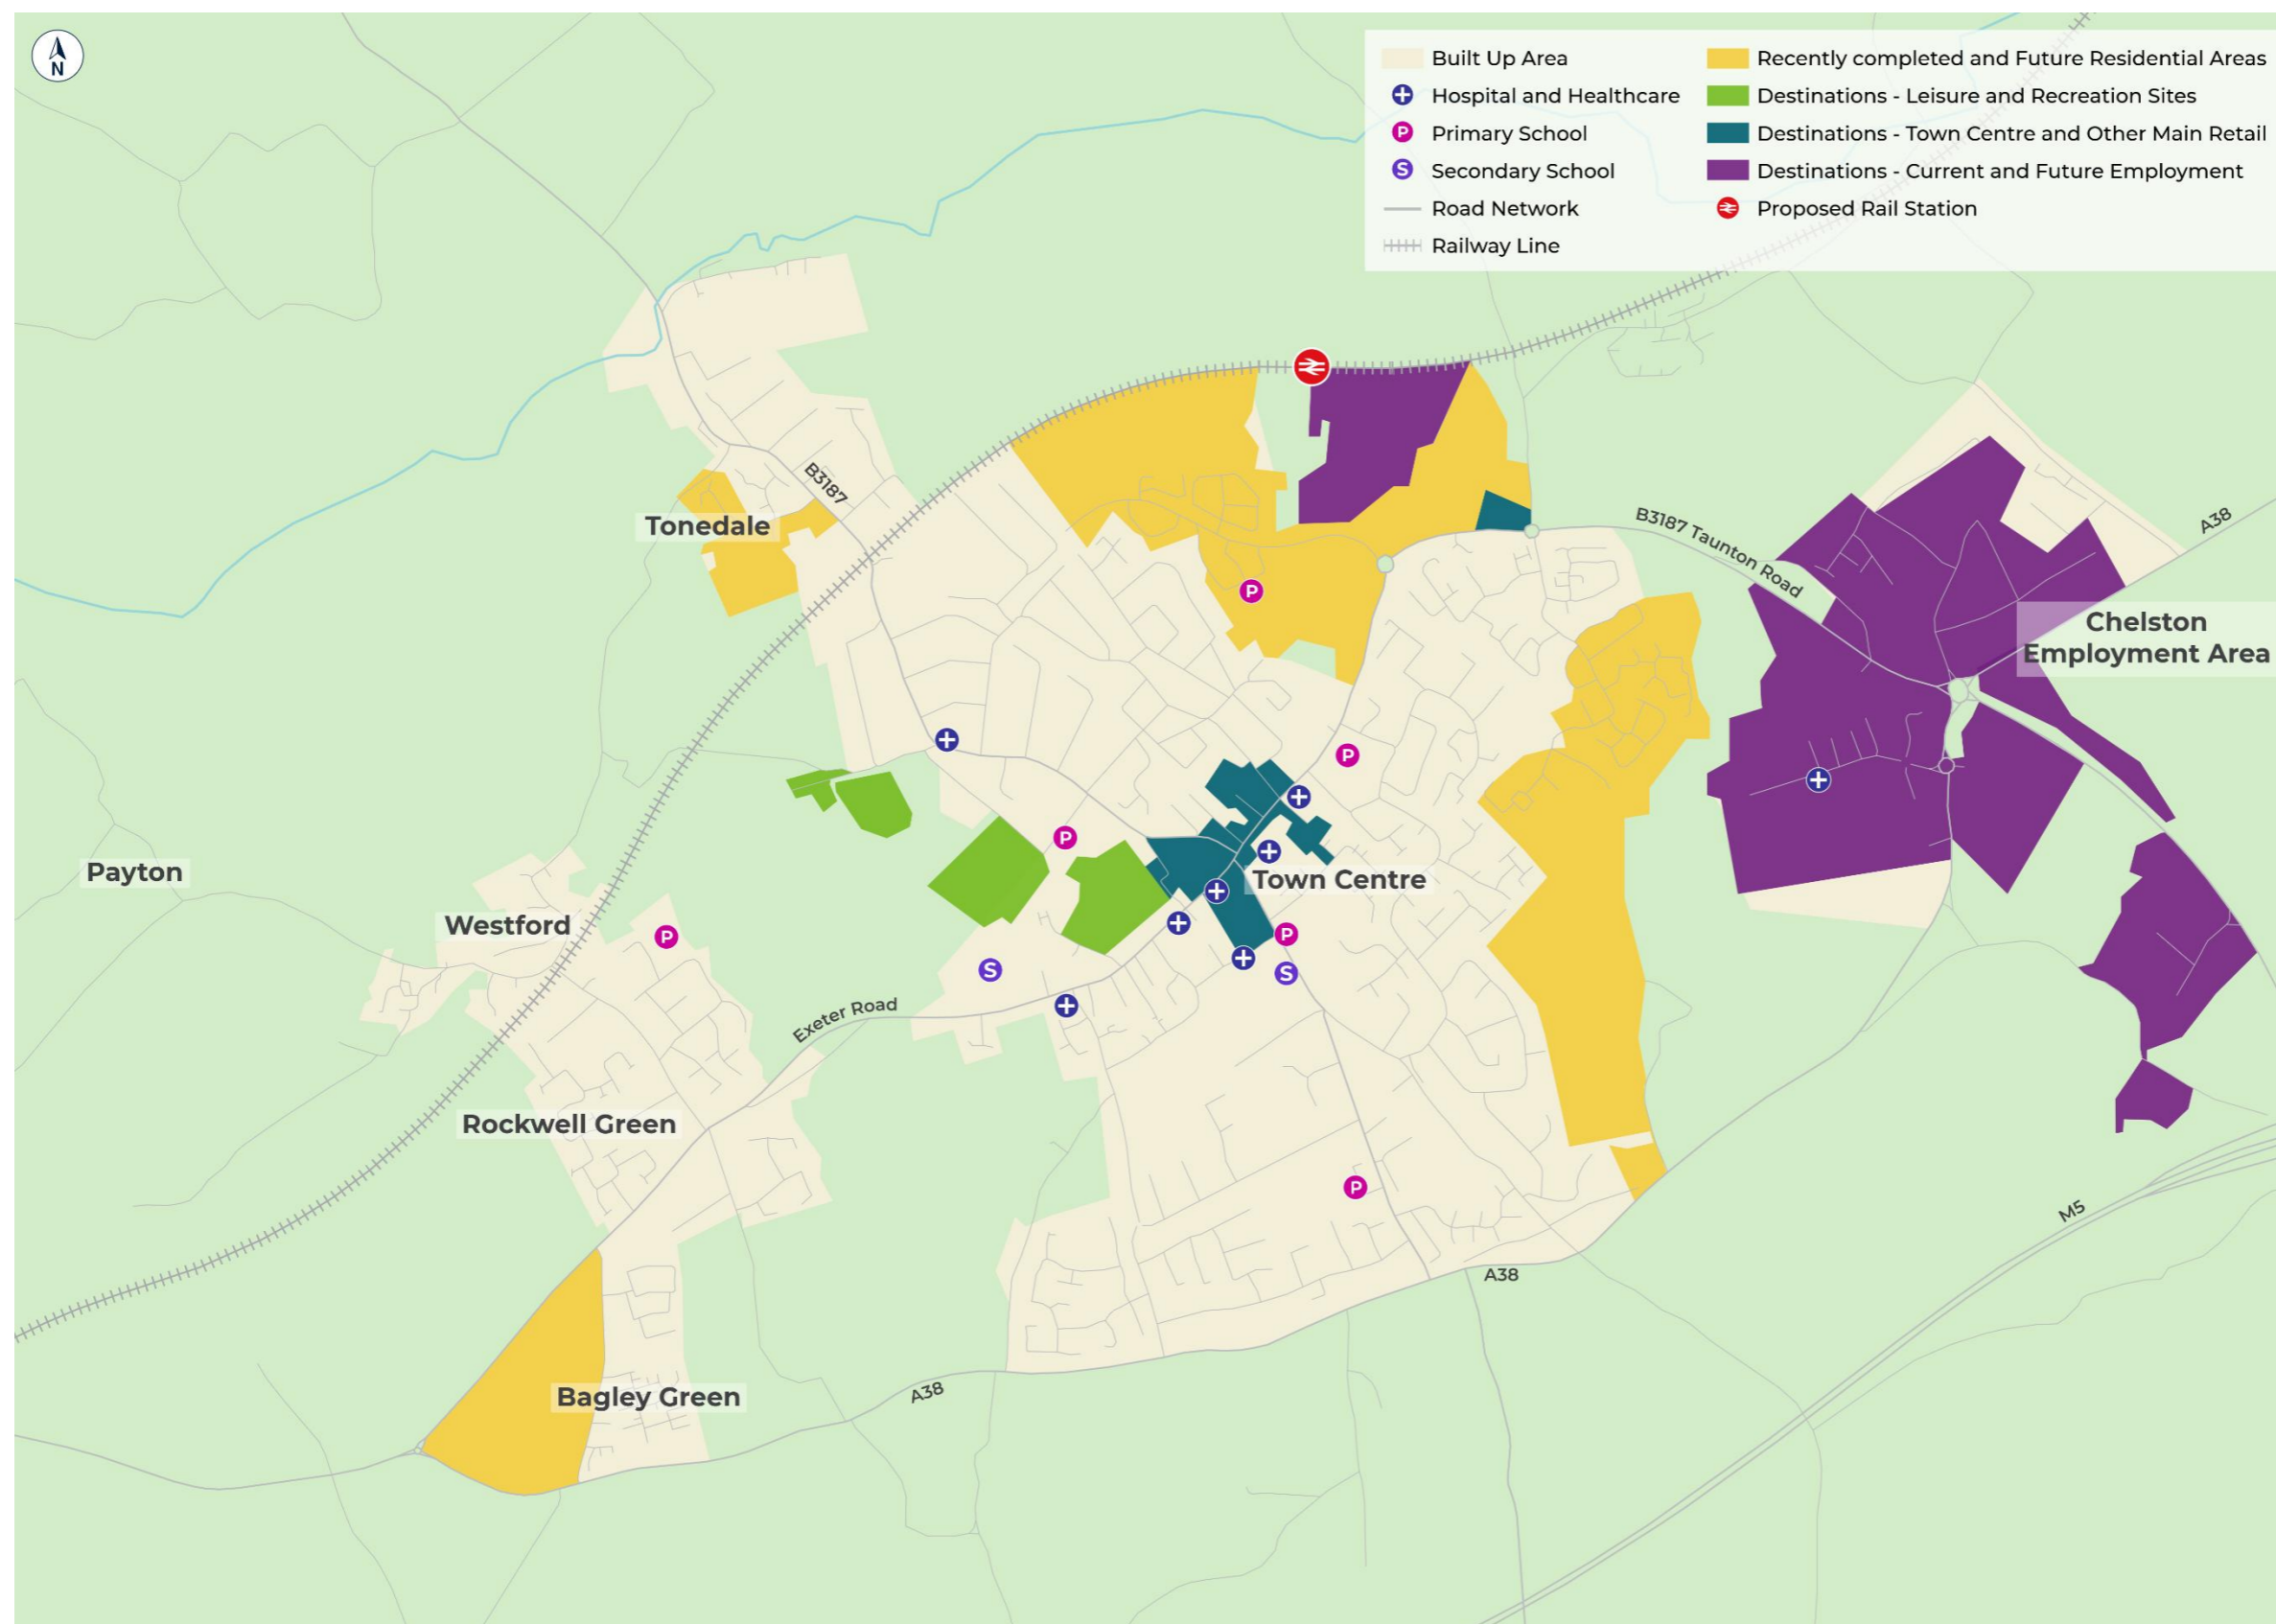 N
Built Up Area
Hospital and Healthcare
P Primary School
S Secondary School
Road Network
Railway Line
Recently completed and Future Residential Areas
Destinations - Leisure and Recreation Sites
Destinations - Town Centre and Other Main Retail
Destinations - Current and Future Employment
Proposed Rail Station
B3187
Tonedale
B3187 Taunton Road
A38
P
Chelston
Employment Area
P
P
Payton
Town Centre
Westford
P
P
S
S
Exeter Road
Rockwell Green
P
M5
A38
Bagley Green
A38